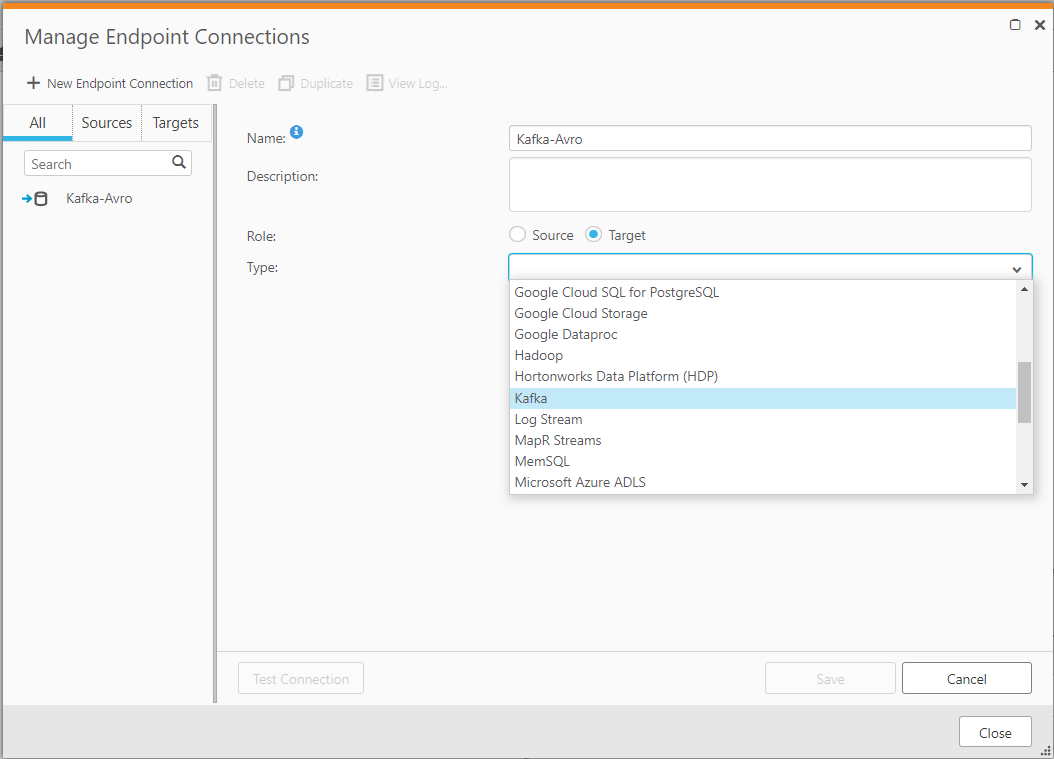 Manage Endpoint Connections
New Endpoint Connection Delete Duplicate View Log...
All Sources Targets
Search
Kafka-Avro
Name: Kafka-Avro
Description:
Role: Source Target
Type:
Google Cloud SQL for PostgreSQL
Google Cloud Storage
Google Dataproc
Hadoop
Hortonworks Data Platform (HDP)
Kafka
Log Stream
MapR Streams
MemSQL
Microsoft Azure ADLS
Test Connection Save Cancel
Close